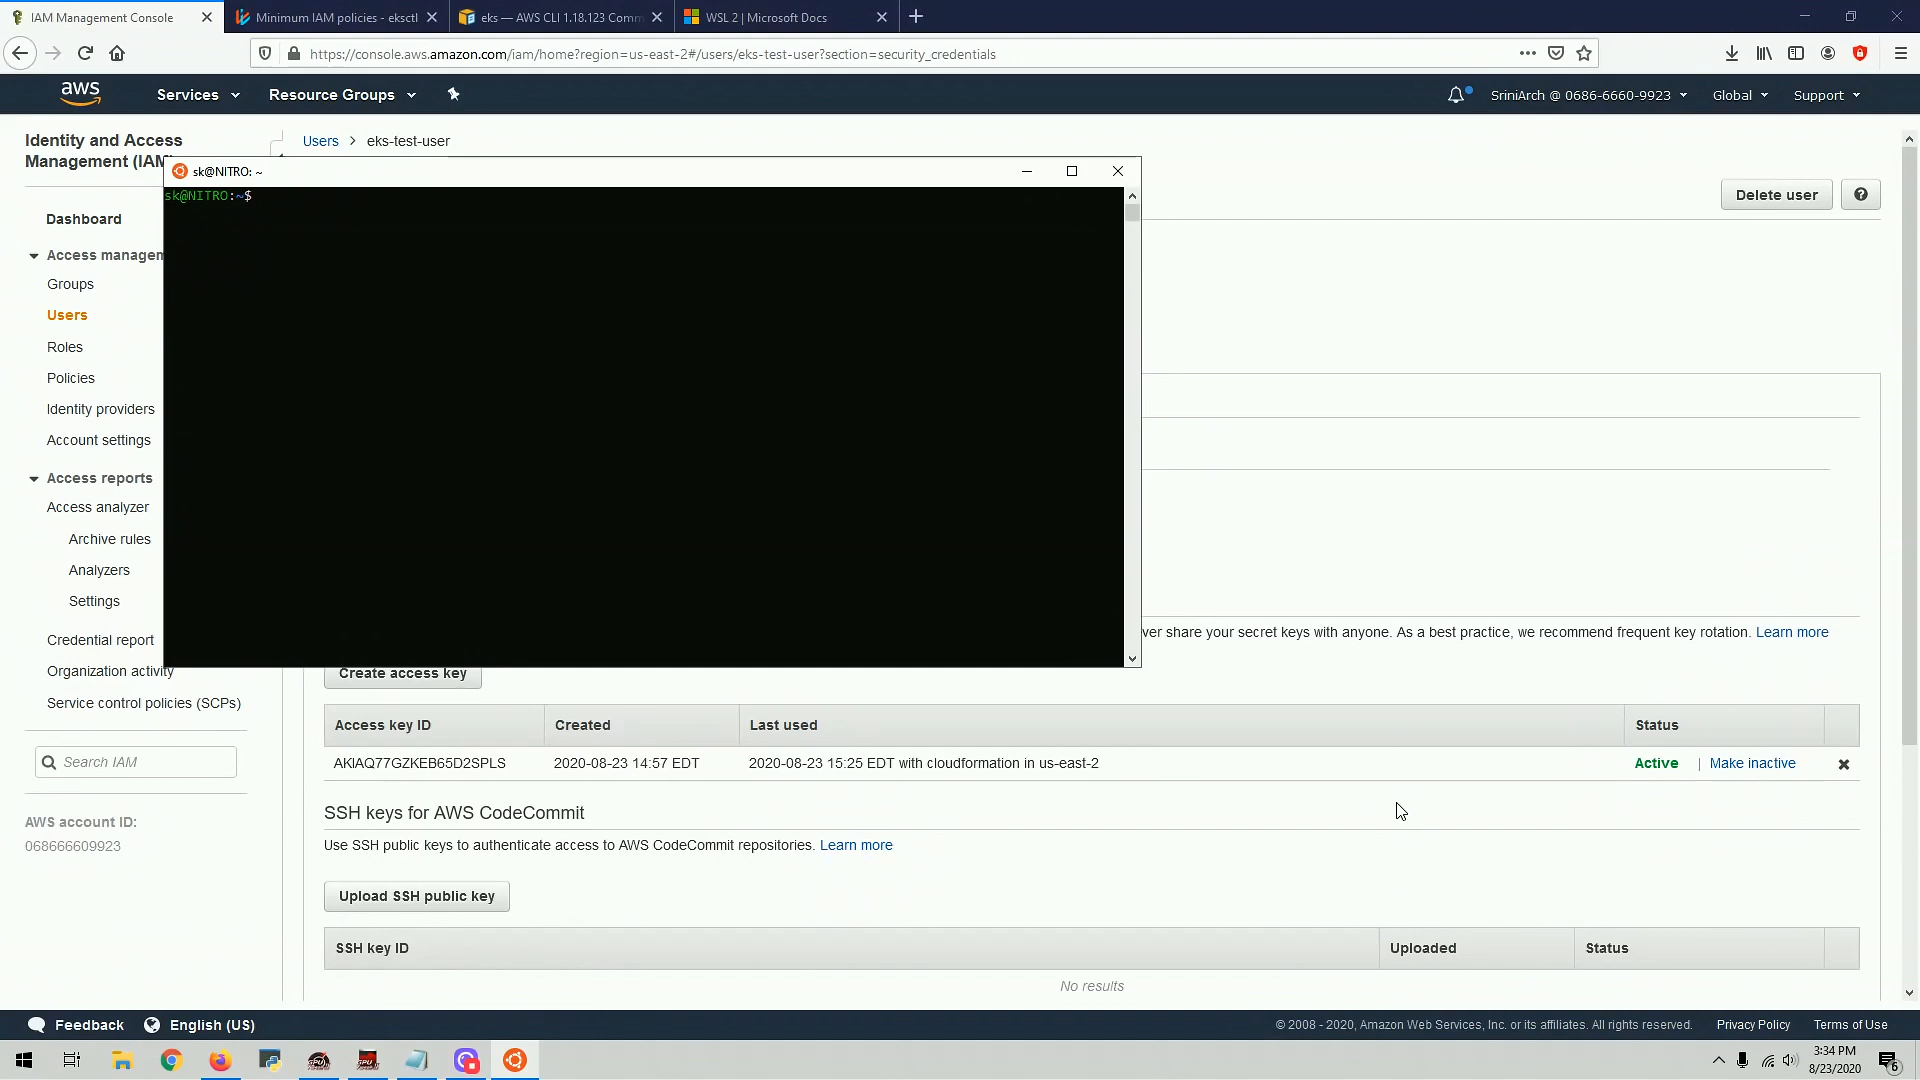 IAM Management Console
Minimum IAM policies - eksctl
eks — AWS CLI 1.18.123 Comm
WSL 2 | Microsoft Docs
https://console.aws.amazon.com/iam/home?region=us-east-2#/users/eks-test-user?section=security_credentials
aws
Services
Resource Groups
SriniArch @ 0686-6660-9923
Global
Support
Identity and Access
Management (IAM
Users > eks-test-user
sk@NITRO: ~
sk@NITRO:~$
Delete user
Dashboard
Access managem
Groups
Users
Roles
Policies
Identity providers
Account settings
Access reports
Access analyzer
Archive rules
Analyzers
Settings
Credential report
Organization activity
Service control policies (SCPs)
Search IAM
AWS account ID:
068666609923
ver share your secret keys with anyone. As a best practice, we recommend frequent key rotation. Learn more
Create access key
Access key ID Created Last used Status
AKIAQ77GZKEB65D2SPLS 2020-08-23 14:57 EDT 2020-08-23 15:25 EDT with cloudformation in us-east-2 Active | Make inactive
SSH keys for AWS CodeCommit
Use SSH public keys to authenticate access to AWS CodeCommit repositories. Learn more
Upload SSH public key
SSH key ID Uploaded Status
No results
Feedback
English (US)
© 2008 - 2020, Amazon Web Services, Inc. or its affiliates. All rights reserved.
Privacy Policy
Terms of Use
3:34 PM
8/23/2020
6